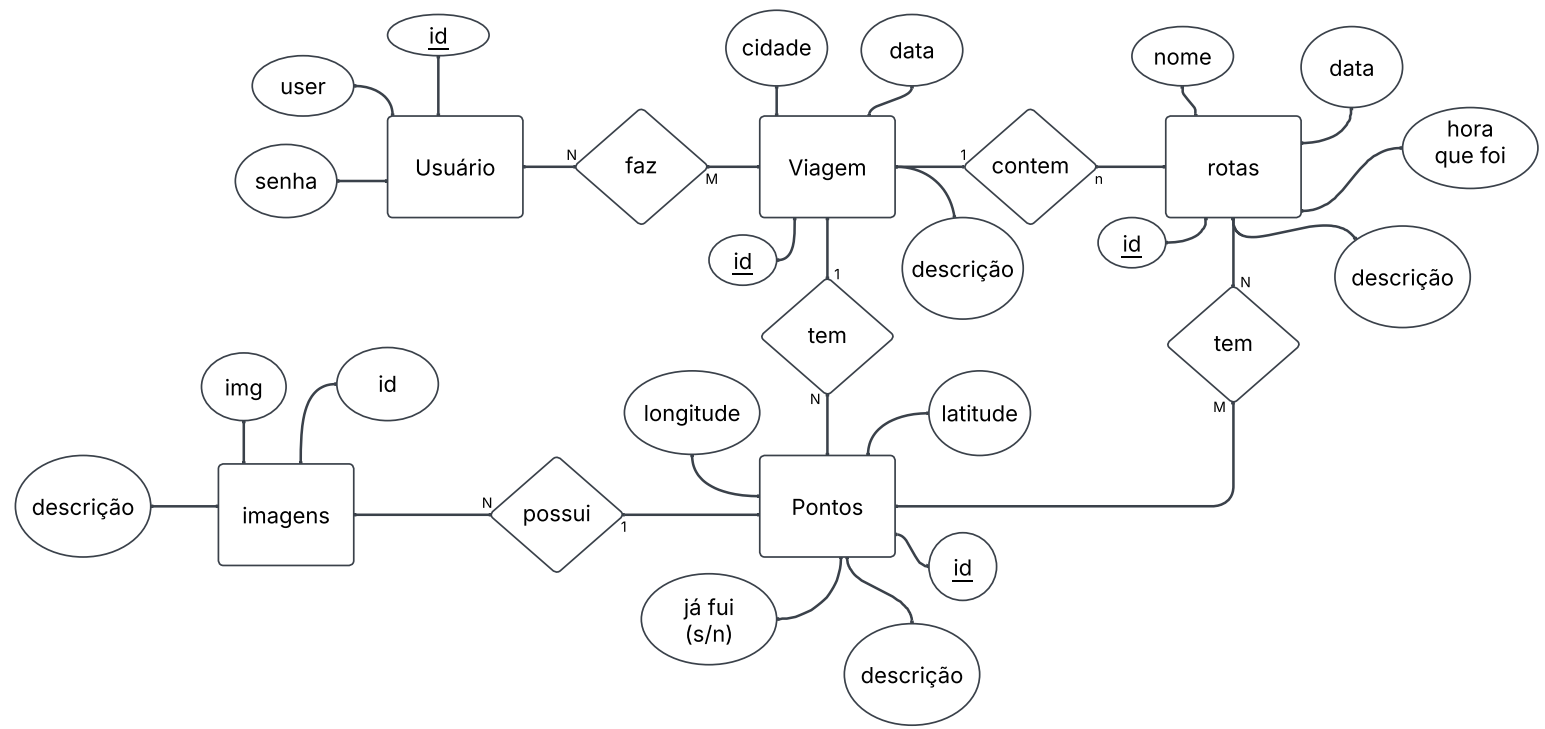 id
cidade
data
nome
data
user
hora
que foi
N
faz
M
1
contem
n
Usuário
Viagem
rotas
senha
id
descrição
id
descrição
1
N
tem
tem
img
id
longitude
N
latitude
M
descrição
imagens
N
possui
1
Pontos
id
já fui
(s/n)
descrição